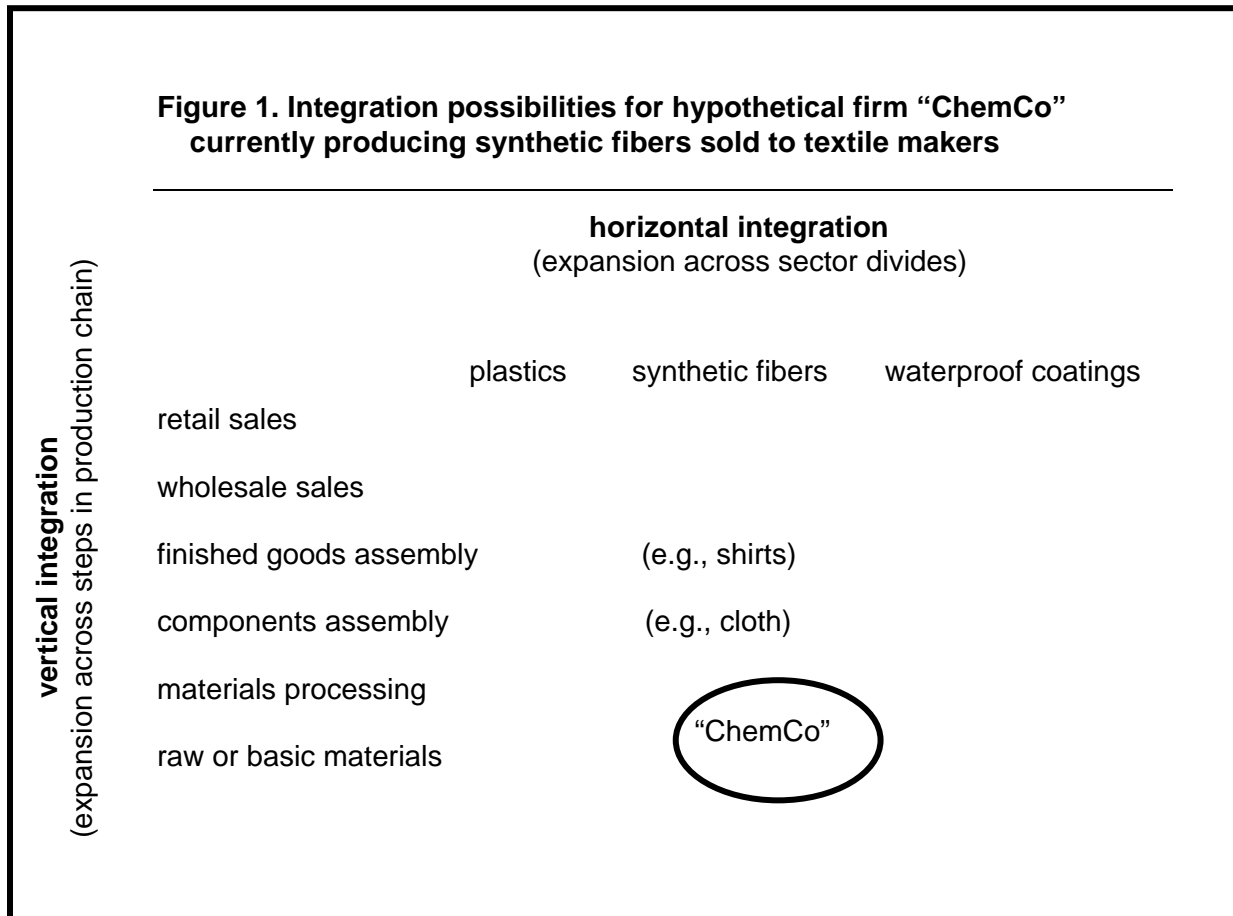 Figure 1. Integration possibilities for hypothetical firm “ChemCo”
currently producing synthetic fibers sold to textile makers
horizontal integration
(expansion across sector divides)
vertical integration
(expansion across steps in production chain)
plastics synthetic fibers waterproof coatings
retail sales
wholesale sales
finished goods assembly (e.g., shirts)
components assembly (e.g., cloth)
materials processing
“ChemCo”
raw or basic materials